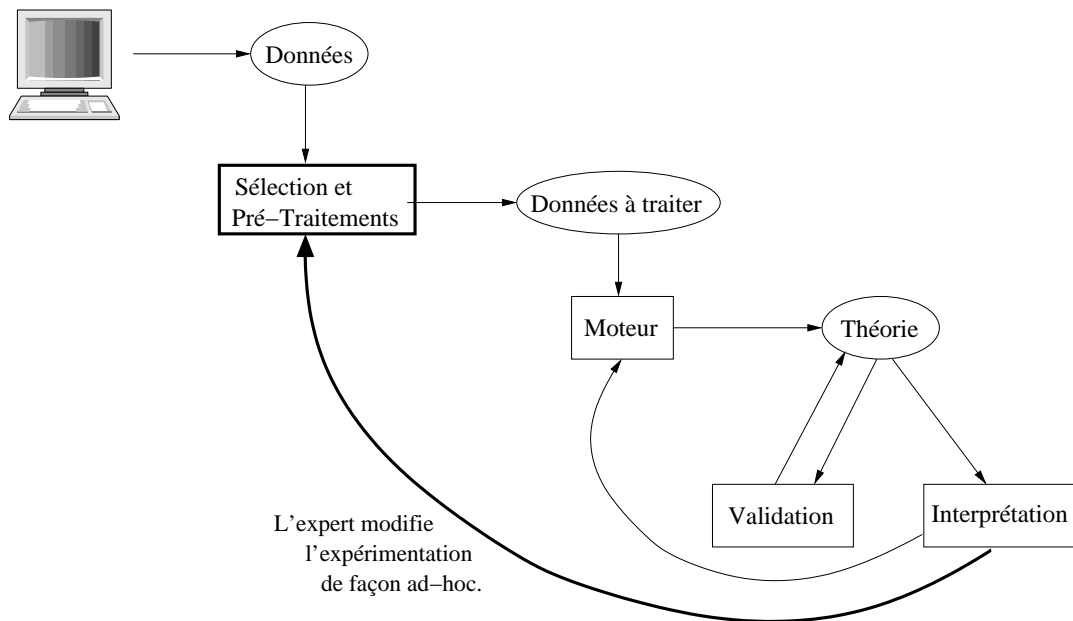 Données
Sélection et
Pré−Traitements
Données à traiter
Moteur
Théorie
Validation
Interprétation
L'expert modifie
l'expérimentation
de façon ad−hoc.